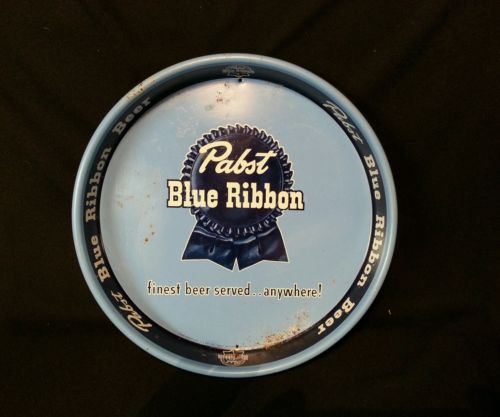 Pabst
Blue Ribbon
finest beer served..anywhere!
Pabst Blue Ribbon Beer
Pabst Blue Ribbon Beer